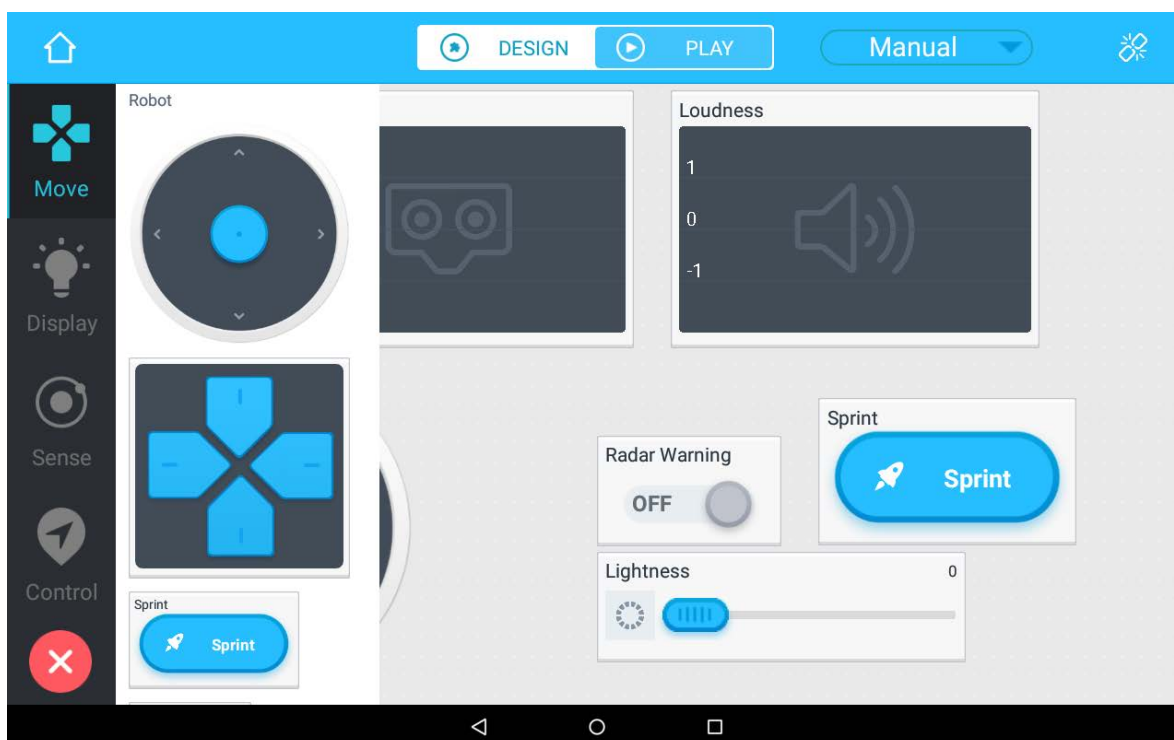 DESIGN
PLAY
Manual
Move
Display
Sense
Control
Robot
Sprint
Sprint
Loudness
1
0
-1
Radar Warning
OFF
Sprint
Sprint
Lightness
0